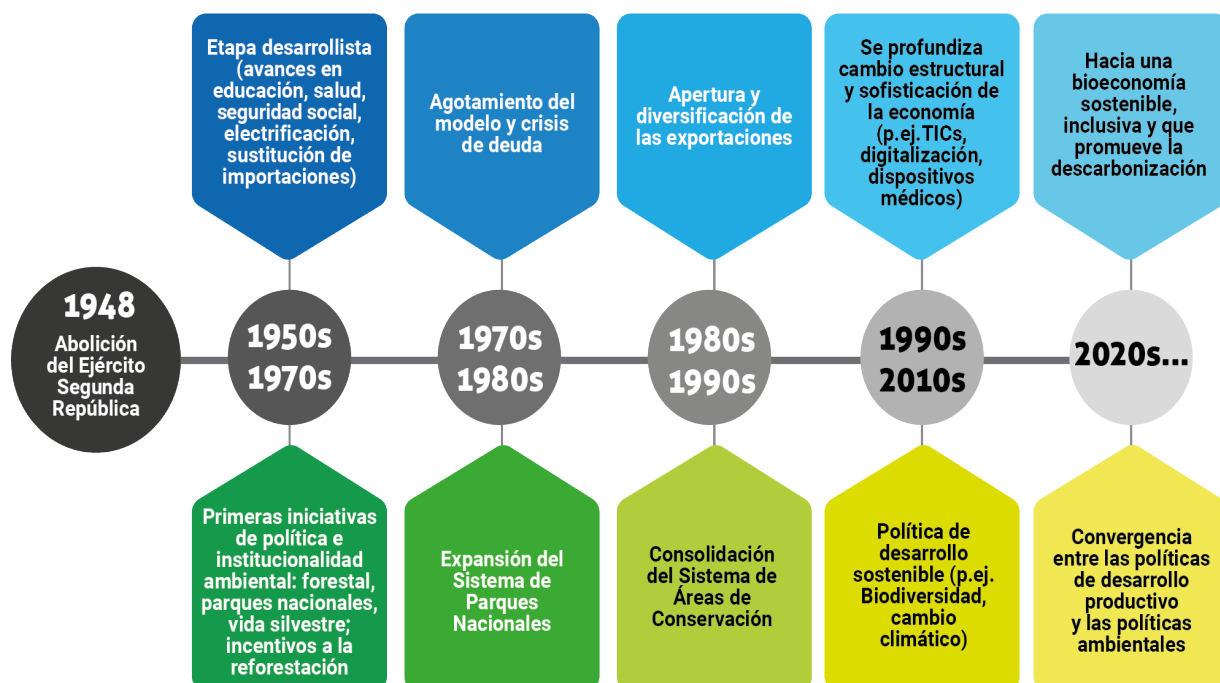 Etapa desarrollista
(avances en
educación, salud,
seguridad social,
electrificación,
sustitución de
importaciones)
Agotamiento del
modelo y crisis
de deuda
Apertura y
diversificación de
las exportaciones
Se profundiza
cambio estructural
y sofisticación de
la economía
(p.ej.TICs,
digitalización,
dispositivos
médicos)
Hacia una
bioeconomía
sostenible,
inclusiva y que
promueve la
descarbonización
1948
Abolición
del Ejército
Segunda
República
1950s
1970s
1970s
1980s
1980s
1990s
1990s
2010s
2020s...
Primeras iniciativas
de política e
institucionalidad
ambiental: forestal,
parques nacionales,
vida silvestre;
incentivos a la
reforestación
Expansión del
Sistema de
Parques
Nacionales
Consolidación
del Sistema de
Áreas de
Conservación
Política de
desarrollo
sostenible (p.ej.
Biodiversidad,
cambio
climático)
Convergencia
entre las políticas
de desarrollo
productivo
y las políticas
ambientales